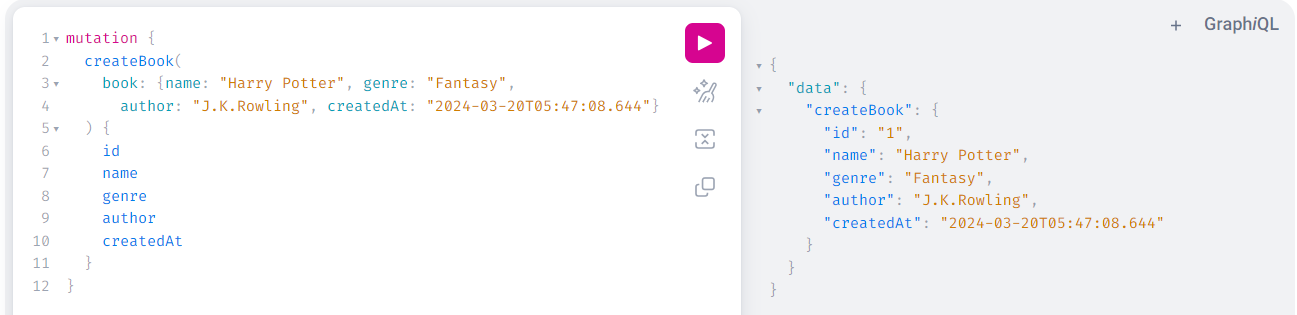 1 mutation {
2 createBook(
3 book: {name: "Harry Potter", genre: "Fantasy",
4 author: "J.K.Rowling", createdAt: "2024-03-20T05:47:08.644"}
5 ) {
6 id
7 name
8 genre
9 author
10 createdAt
11 }
12 }
+ GraphiQL
{
"data": {
"createBook": {
"id": "1",
"name": "Harry Potter",
"genre": "Fantasy",
"author": "J.K.Rowling",
"createdAt": "2024-03-20T05:47:08.644"
}
}
}